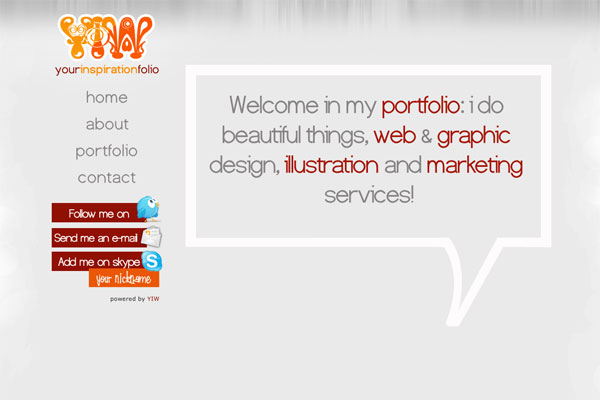 YIW
yourinspirationfolio
home
about
portfolio
contact
Follow me on
Send me an e-mail
Add me on skype
your nickname
powered by YIW
Welcome in my portfolio: i do
beautiful things, web & graphic
design, illustration and marketing
services!